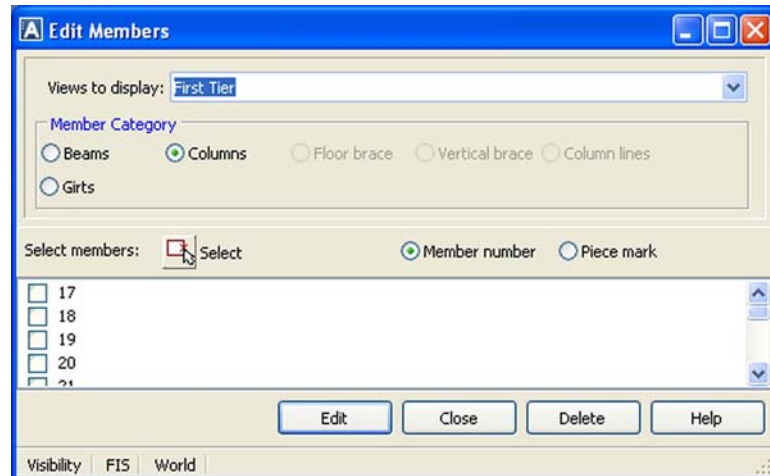 A Edit Members
Views to display: First Tier
Member Category
Beams Columns Floor brace Vertical brace Column lines
Girts
Select members: Select Member number Piece mark
17
18
19
20
21
Edit Close Delete Help
Visibility FIS World